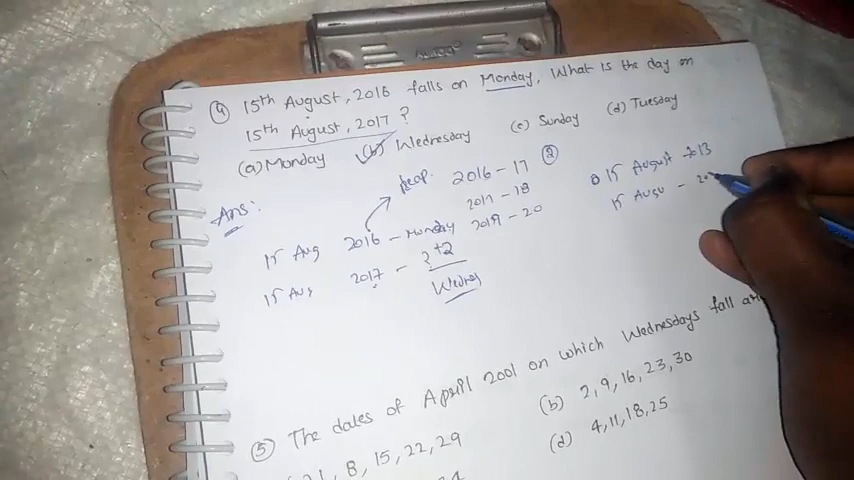 ④ 15th August, 2016 falls on Monday, What is the day on
15th August, 2017 ?
(a) Monday (b) Wednesday (c) Sunday (d) Tuesday
Ans:
leap 2016 - 17 ②
2017 - 18
2019 - 20
15 Aug 2016 - Monday
15 Aug 2017 - ? +2
Wednes
15 August 2013
15 Augu -
⑤ The dates of April 2001 on which Wednesdays fall
8, 15, 22, 29
(b) 2, 9, 16, 23, 30
(d) 4, 11, 18, 25